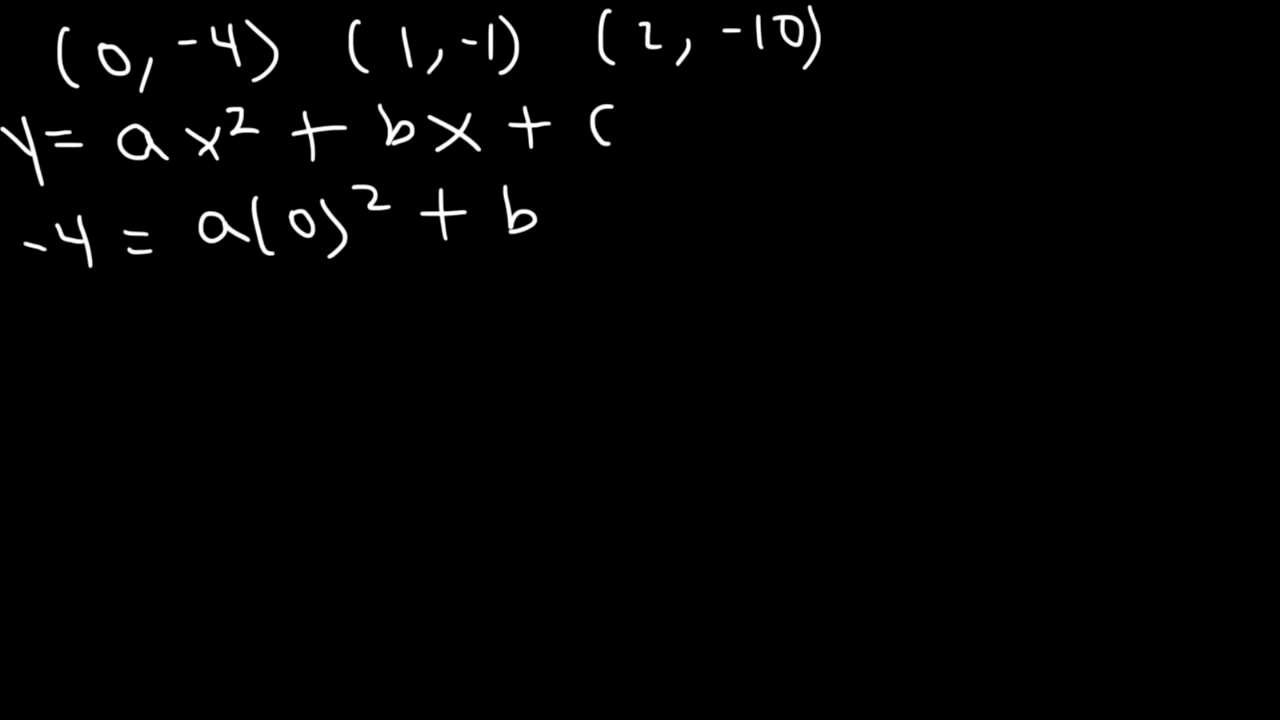 (0, -4) (1, -1) (2, -10)
y = ax² + bx + c
-4 = a(0)² + b